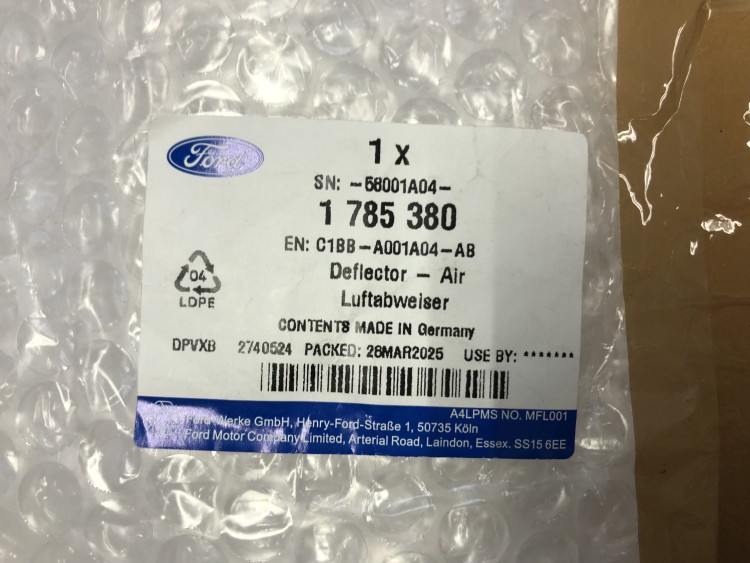 Ford
1 x
SN: -58001A04-
1 785 380
EN: C1BB-A001A04-AB
Deflector - Air
Luftabweiser
CONTENTS MADE IN Germany
04
LDPE
DPVXB 2740524 PACKED: 26MAR2025 USE BY: *******
A4LPMS NO. MFL001
Ford-Werke GmbH, Henry-Ford-Straße 1, 50735 Köln
Ford Motor Company Limited, Arterial Road, Laindon, Essex. SS15 6EE